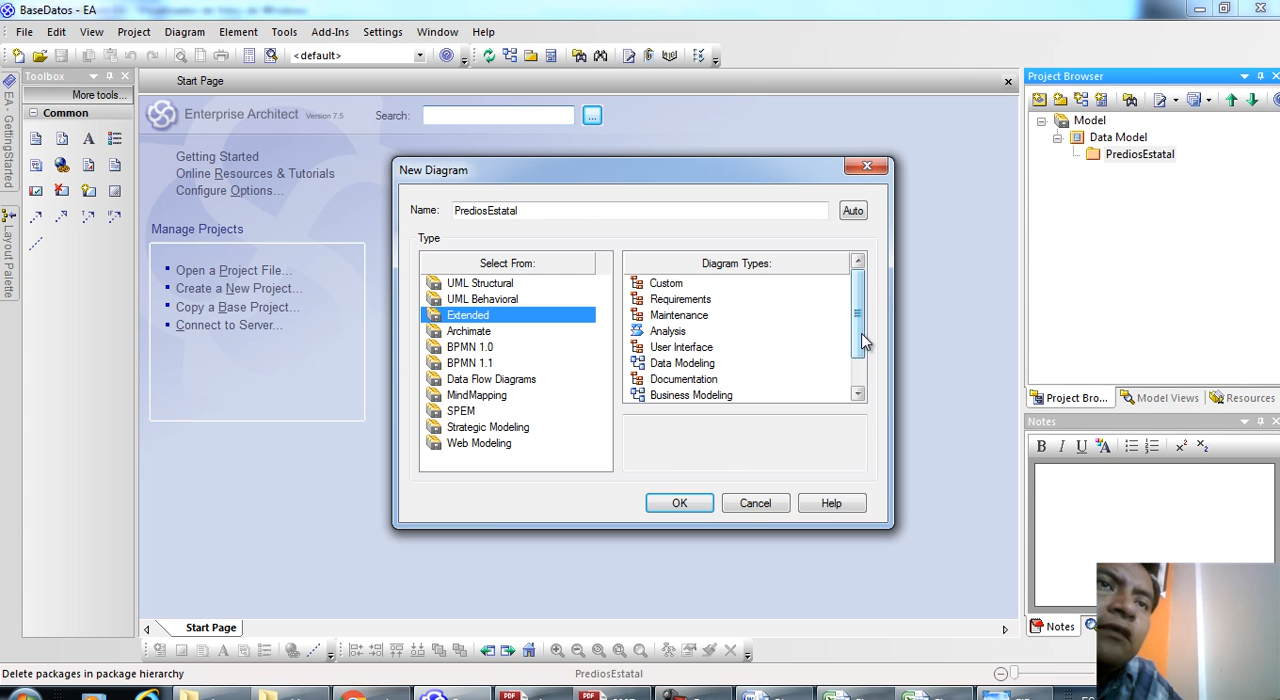 BaseDatos - EA
File Edit View Project Diagram Element Tools Add-Ins Settings Window Help
<default>
Toolbox
More tools...
Common
EA - GettingStarted
Layout Palette
Start Page
Enterprise Architect Version 7.5
Search:
...
Getting Started
Online Resources & Tutorials
Configure Options...
Manage Projects
Open a Project File...
Create a New Project...
Copy a Base Project...
Connect to Server...
New Diagram
Name: PrediosEstatal Auto
Type
Select From:
UML Structural
UML Behavioral
Extended
Archimate
BPMN 1.0
BPMN 1.1
Data Flow Diagrams
MindMapping
SPEM
Strategic Modeling
Web Modeling
Diagram Types:
Custom
Requirements
Maintenance
Analysis
User Interface
Data Modeling
Documentation
Business Modeling
OK Cancel Help
Project Browser
Model
Data Model
PrediosEstatal
Project Bro... Model Views Resources
Notes
B I U A x² x₂
Notes
Start Page
Delete packages in package hierarchy
PrediosEstatal